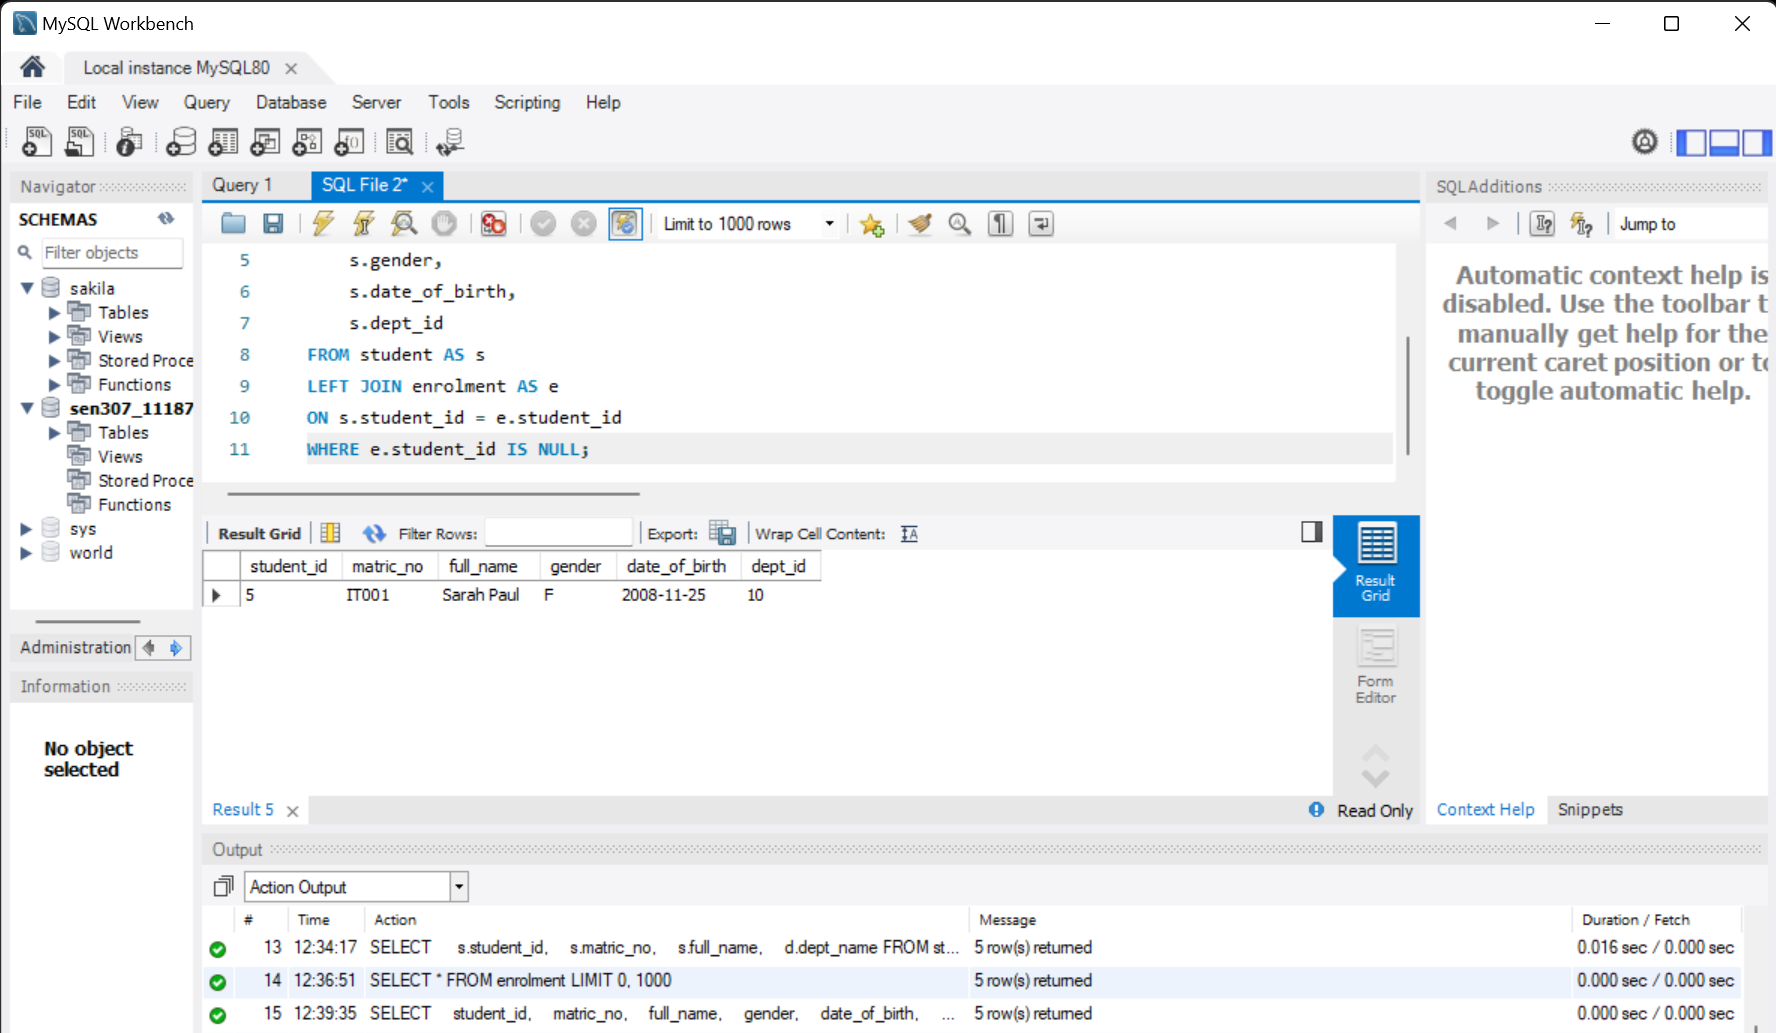 MySQL Workbench
Local instance MySQL80
File Edit View Query Database Server Tools Scripting Help
Navigator
SCHEMAS
Filter objects
sakila
Tables
Views
Stored Proce
Functions
sen307_11187
Tables
Views
Stored Proce
Functions
sys
world
Administration
Information
No object
selected
Query 1 SQL File 2*
Limit to 1000 rows
5 s.gender,
6 s.date_of_birth,
7 s.dept_id
8 FROM student AS s
9 LEFT JOIN enrolment AS e
10 ON s.student_id = e.student_id
11 WHERE e.student_id IS NULL;
Result Grid Filter Rows: Export: Wrap Cell Content:
student_id matric_no full_name gender date_of_birth dept_id
5 IT001 Sarah Paul F 2008-11-25 10
Result
Grid
Form
Editor
Result 5
Read Only
SQLAdditions
Jump to
Automatic context help is
disabled. Use the toolbar t
manually get help for the
current caret position or to
toggle automatic help.
Context Help Snippets
Output
Action Output
# Time Action Message Duration / Fetch
13 12:34:17 SELECT s.student_id, s.matric_no, s.full_name, d.dept_name FROM st... 5 row(s) returned 0.016 sec / 0.000 sec
14 12:36:51 SELECT * FROM enrolment LIMIT 0, 1000 5 row(s) returned 0.000 sec / 0.000 sec
15 12:39:35 SELECT student_id, matric_no, full_name, gender, date_of_birth, ... 5 row(s) returned 0.000 sec / 0.000 sec